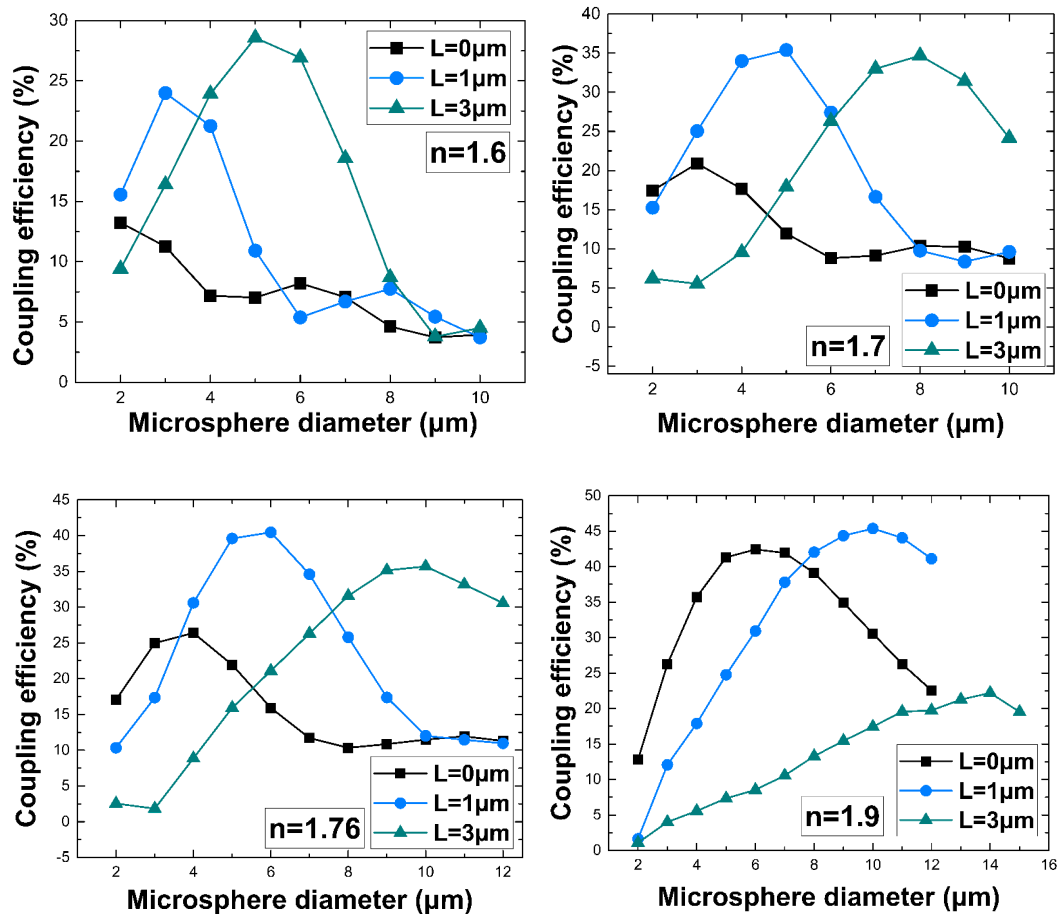 30
25
20
15
10
5
0
Coupling efficiency (%)
L=0μm
L=1μm
L=3μm
n=1.6
2 4 6 8 10
Microsphere diameter (μm)
40
35
30
25
20
15
10
5
0
-5
Coupling efficiency (%)
L=0μm
L=1μm
L=3μm
n=1.7
2 4 6 8 10
Microsphere diameter (μm)
45
40
35
30
25
20
15
10
5
0
-5
Coupling efficiency (%)
L=0μm
L=1μm
L=3μm
n=1.76
2 4 6 8 10 12
Microsphere diameter (μm)
50
45
40
35
30
25
20
15
10
5
0
Coupling efficiency (%)
L=0μm
L=1μm
L=3μm
n=1.9
2 4 6 8 10 12 14 16
Microsphere diameter (μm)